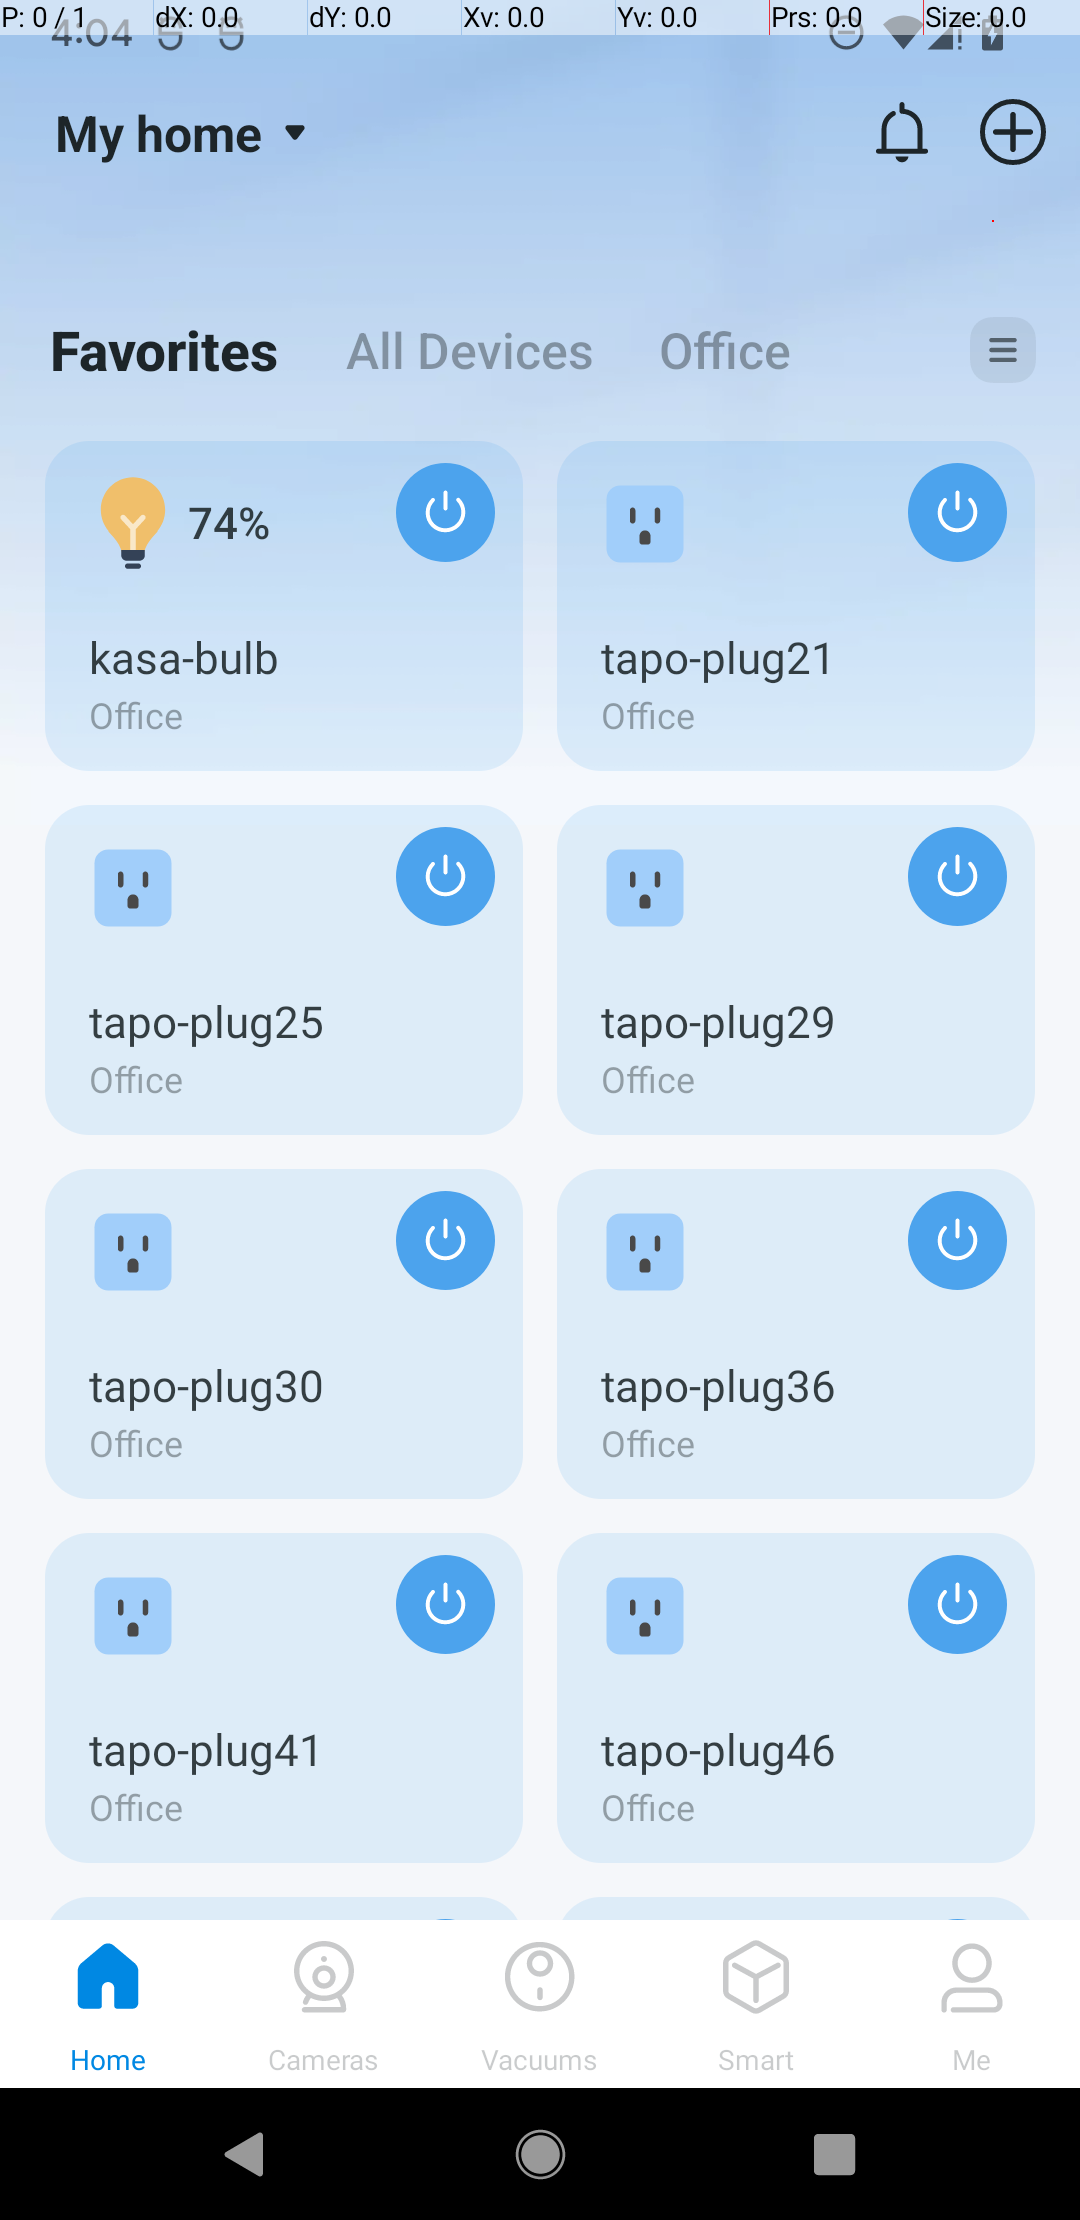 P: 0 / 1 dX: 0.0 dY: 0.0 Xv: 0.0 Yv: 0.0 Prs: 0.0 Size: 0.0
4:04
My home
Favorites All Devices Office
74%
kasa-bulb
Office
tapo-plug21
Office
tapo-plug25
Office
tapo-plug29
Office
tapo-plug30
Office
tapo-plug36
Office
tapo-plug41
Office
tapo-plug46
Office
Home Cameras Vacuums Smart Me